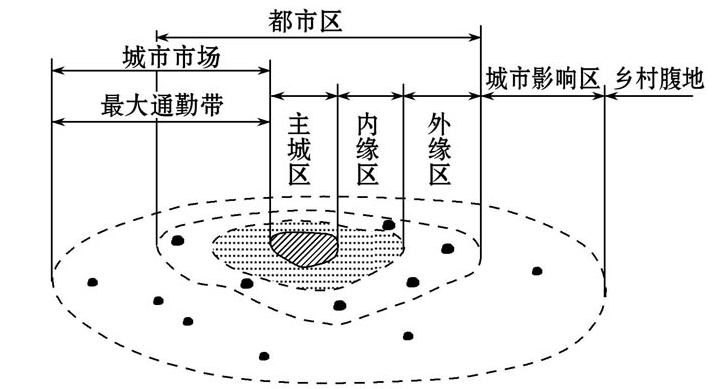 都市区
城市市场
城市影响区
乡村腹地
最大通勤带
主城区
内缘区
外缘区